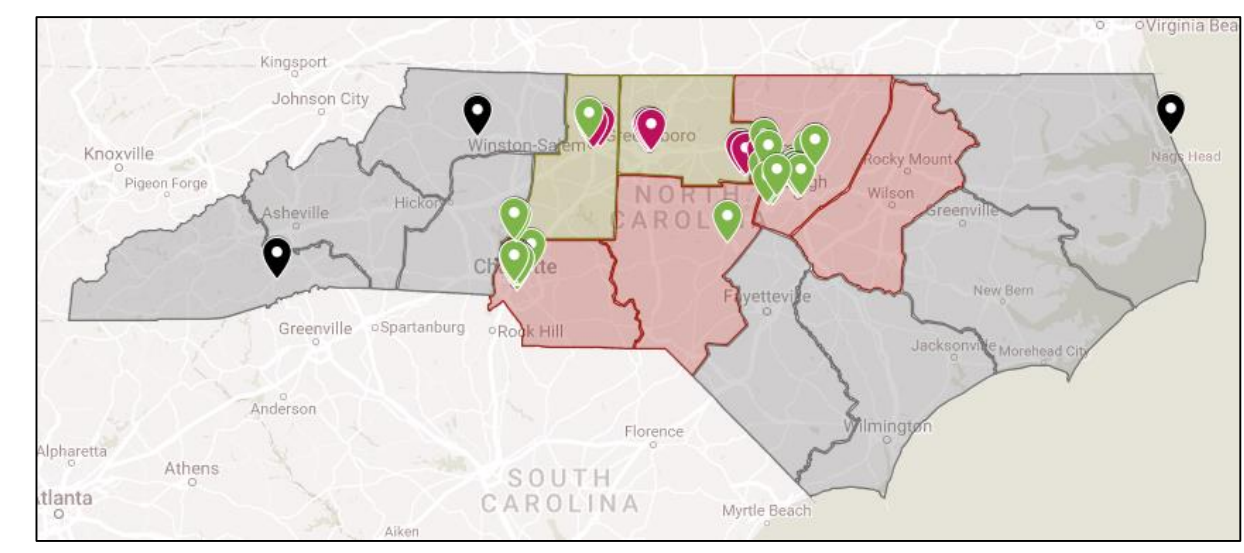 Virginia Bea
Kingsport
Johnson City
Knoxville
Pigeon Forge
Winston-Salem
Rocky Mount
Nags Head
Wilson
Hickory
NORTH
CAROLINA
Asheville
Greenville
New Bern
Fayetteville
Greenville
Spartanburg
Rock Hill
Jacksonville
Morehead City
Anderson
Florence
Wilmington
Alpharetta
Athens
SOUTH
CAROLINA
Atlanta
Myrtle Beach
Aiken